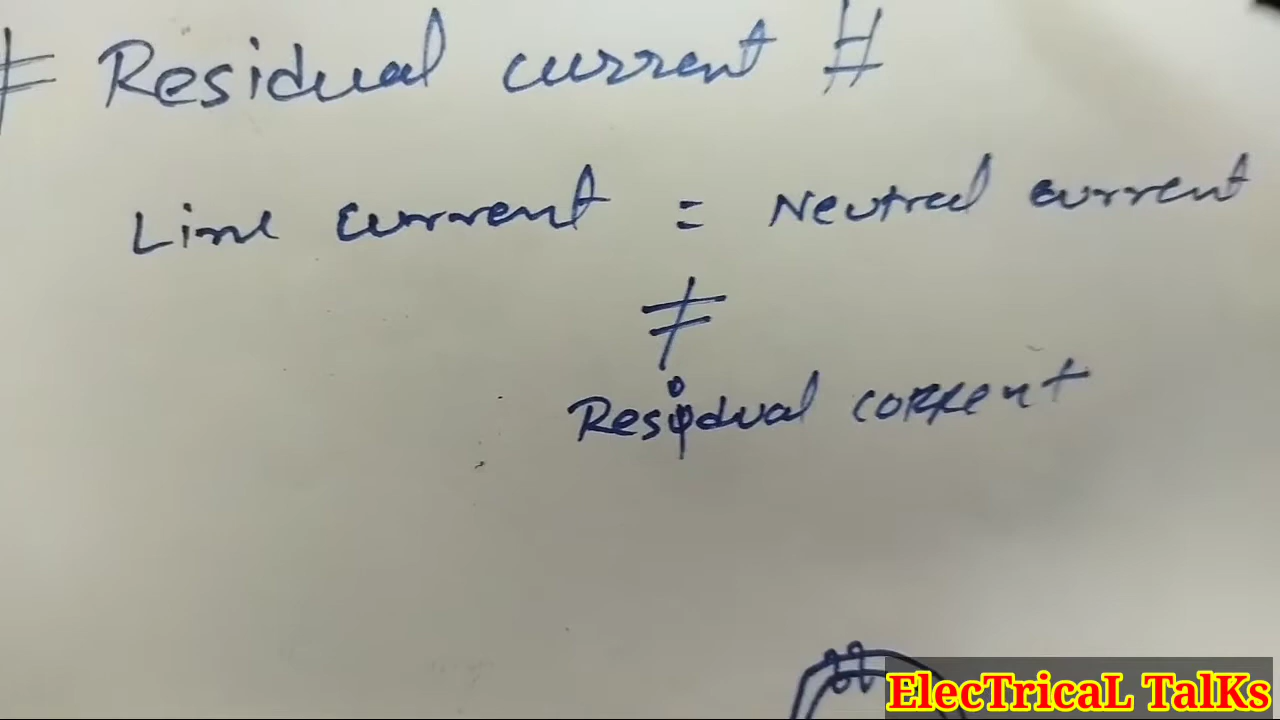 # Residual current #
Line current = Neutral current
≠
Residual current
ElecTricaL TalKs